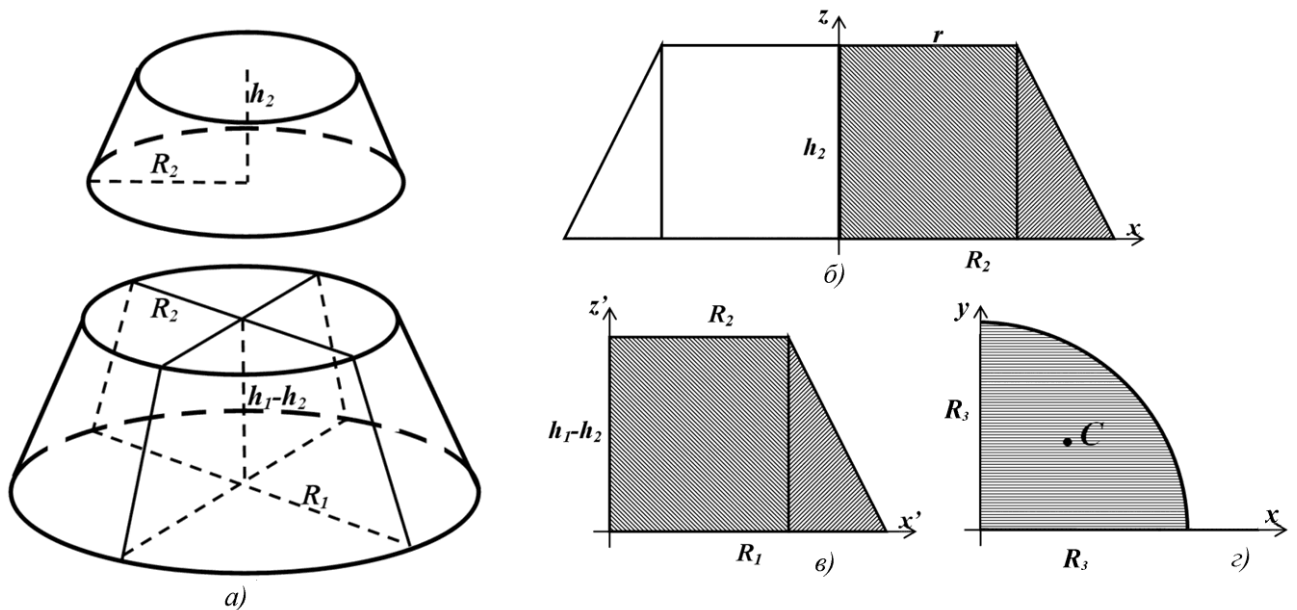 h₂
R₂
R₂
h₁-h₂
R₁
а)
z
r
h₂
x
R₂
б)
z’
R₂
h₁-h₂
x’
R₁
в)
y
R₃
C
x
R₃
г)